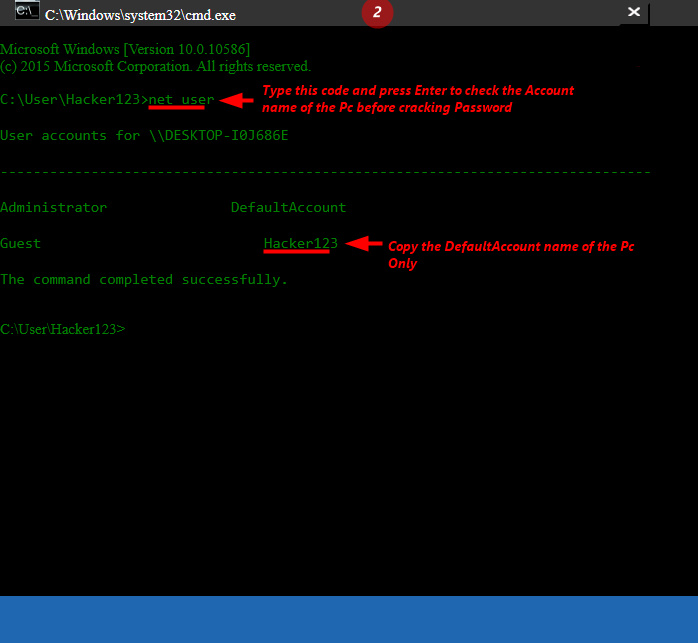 C:\Windows\system32\cmd.exe
2
Microsoft Windows [Version 10.0.10586]
(c) 2015 Microsoft Corporation. All rights reserved.
C:\User\Hacker123>net user
Type this code and press Enter to check the Account
name of the Pc before cracking Password
User accounts for \\DESKTOP-I0J686E
-------------------------------------------------------------------------------
Administrator DefaultAccount
Guest Hacker123
Copy the DefaultAccount name of the Pc
Only
The command completed successfully.
C:\User\Hacker123>